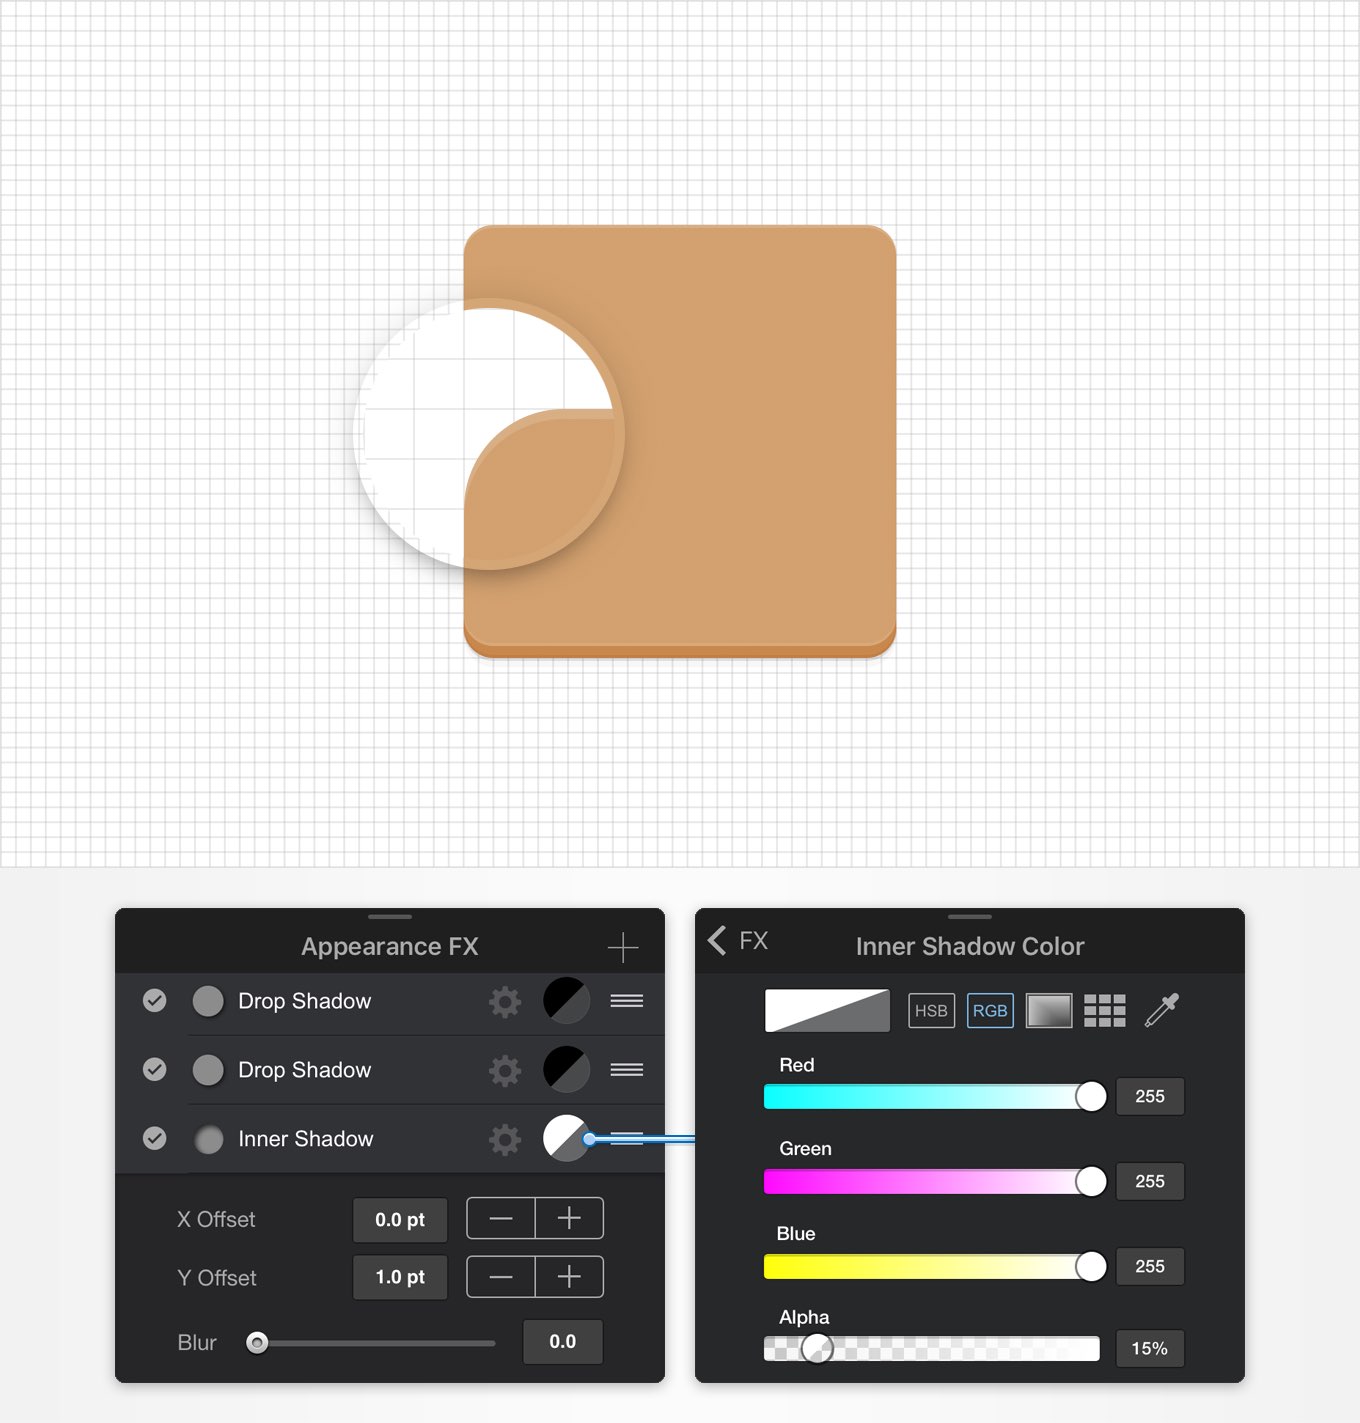 Appearance FX
Drop Shadow
Drop Shadow
Inner Shadow
X Offset 0.0 pt
Y Offset 1.0 pt
Blur 0.0
FX Inner Shadow Color
HSB RGB
Red
255
Green
255
Blue
255
Alpha
15%